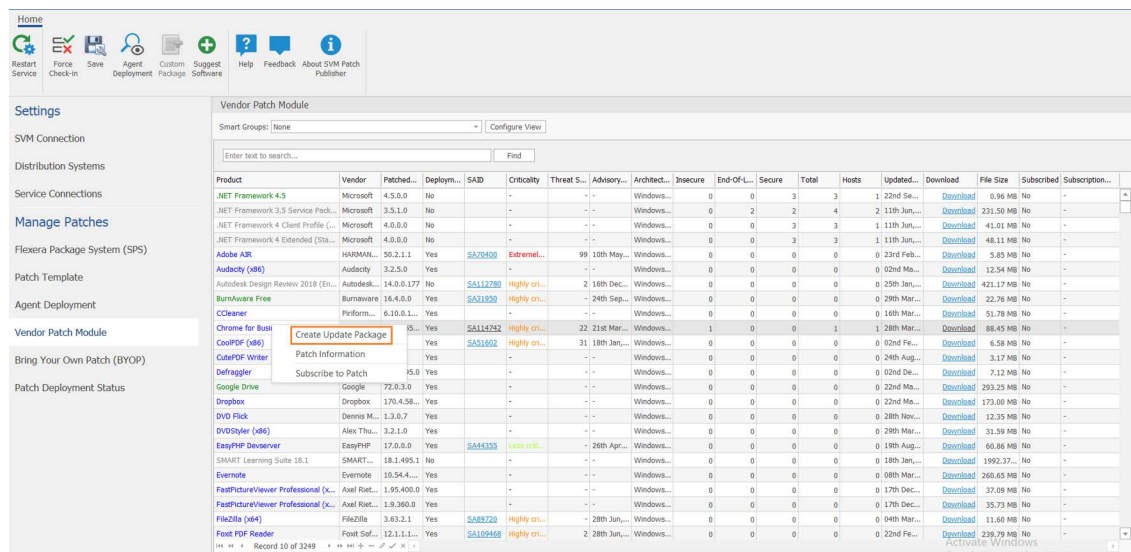 Home
Restart Service
Force Check-in
Save
Agent Deployment
Custom Package
Suggest Software
Help
Feedback
About SVM Patch Publisher
Settings
SVM Connection
Distribution Systems
Service Connections
Manage Patches
Flexera Package System (SPS)
Patch Template
Agent Deployment
Vendor Patch Module
Bring Your Own Patch (BYOP)
Patch Deployment Status
Vendor Patch Module
Smart Groups: None Configure View
Enter text to search... Find
Product Vendor Patched... Deploym... SAID Criticality Threat S... Advisory... Architect... Insecure End-Of-L... Secure Total Hosts Updated... Download File Size Subscribed Subscription...
.NET Framework 4.5 Microsoft 4.5.0.0 No - - - Windows... 0 0 3 3 1 22nd Se... Download 0.96 MB No -
.NET Framework 3.5 Service Pack... Microsoft 3.5.1.0 No - - - Windows... 0 2 2 4 2 11th Jun,... Download 231.50 MB No -
.NET Framework 4 Client Profile (... Microsoft 4.0.0.0 No - - - Windows... 0 0 3 3 1 11th Jun,... Download 41.01 MB No -
.NET Framework 4 Extended (Sta... Microsoft 4.0.0.0 No - - - Windows... 0 0 3 3 1 11th Jun,... Download 48.11 MB No -
Adobe AIR HARMAN... 50.2.1.1 Yes SA70400 Extremel... 99 10th May... Windows... 0 0 0 0 0 23rd Feb... Download 5.85 MB No -
Audacity (x86) Audacity 3.2.5.0 Yes - - - Windows... 0 0 0 0 0 02nd Ma... Download 12.54 MB No -
Autodesk Design Review 2018 (En... Autodesk... 14.0.0.177 No SA112780 Highly cri... 2 16th Dec... Windows... 0 0 0 0 0 25th Jan,... Download 421.17 MB No -
BurnAware Free Burnaware 16.4.0.0 Yes SA31950 Highly cri... - 24th Sep,... Windows... 0 0 0 0 0 29th Mar... Download 22.76 MB No -
CCleaner Piriform... 6.10.0.1... Yes - - - Windows... 0 0 0 0 0 16th Mar... Download 51.78 MB No -
Chrome for Busi 65... Yes SA114742 Highly cri... 22 21st Mar... Windows... 1 0 0 1 1 28th Mar... Download 88.45 MB No -
CoolPDF (x86) Yes SA51602 Highly cri... 31 18th Jan,... Windows... 0 0 0 0 0 02nd Fe... Download 6.58 MB No -
CutePDF Writer Yes - - - Windows... 0 0 0 0 0 24th Aug... Download 3.17 MB No -
Defraggler 95.0 Yes - - - Windows... 0 0 0 0 0 02nd De... Download 7.12 MB No -
Create Update Package
Patch Information
Subscribe to Patch
Google Drive Google 72.0.3.0 Yes - - - Windows... 0 0 0 0 0 22nd Ma... Download 293.25 MB No -
Dropbox Dropbox 170.4.58... Yes - - - Windows... 0 0 0 0 0 22nd Ma... Download 173.00 MB No -
DVD Flick Dennis M... 1.3.0.7 Yes - - - Windows... 0 0 0 0 0 28th Nov... Download 12.35 MB No -
DVDStyler (x86) Alex Thu... 3.2.1.0 Yes - - - Windows... 0 0 0 0 0 29th Mar... Download 31.59 MB No -
EasyPHP Devserver EasyPHP 17.0.0.0 Yes SA44355 Less criti... - 26th Apr... Windows... 0 0 0 0 0 19th Aug... Download 60.86 MB No -
SMART Learning Suite 18.1 SMART... 18.1.495.1 No - - - Windows... 0 0 0 0 0 18th Jan,... Download 1992.37... No -
Evernote Evernote 10.54.4.... Yes - - - Windows... 0 0 0 0 0 08th Mar... Download 260.65 MB No -
FastPictureViewer Professional (x... Axel Riet... 1.95.400.0 Yes - - - Windows... 0 0 0 0 0 17th Dec... Download 37.09 MB No -
FastPictureViewer Professional (x... Axel Riet... 1.9.360.0 Yes - - - Windows... 0 0 0 0 0 17th Dec... Download 35.73 MB No -
FileZilla (x64) FileZilla 3.63.2.1 Yes SA89720 Highly cri... - 28th Jun,... Windows... 0 0 0 0 0 04th Mar... Download 11.60 MB No -
Foxit PDF Reader Foxit Sof... 12.1.1.1... Yes SA109468 Highly cri... 2 28th Jun,... Windows... 0 0 0 0 0 22nd Fe... Download 239.79 MB No -
Record 10 of 3249
Activate Windows